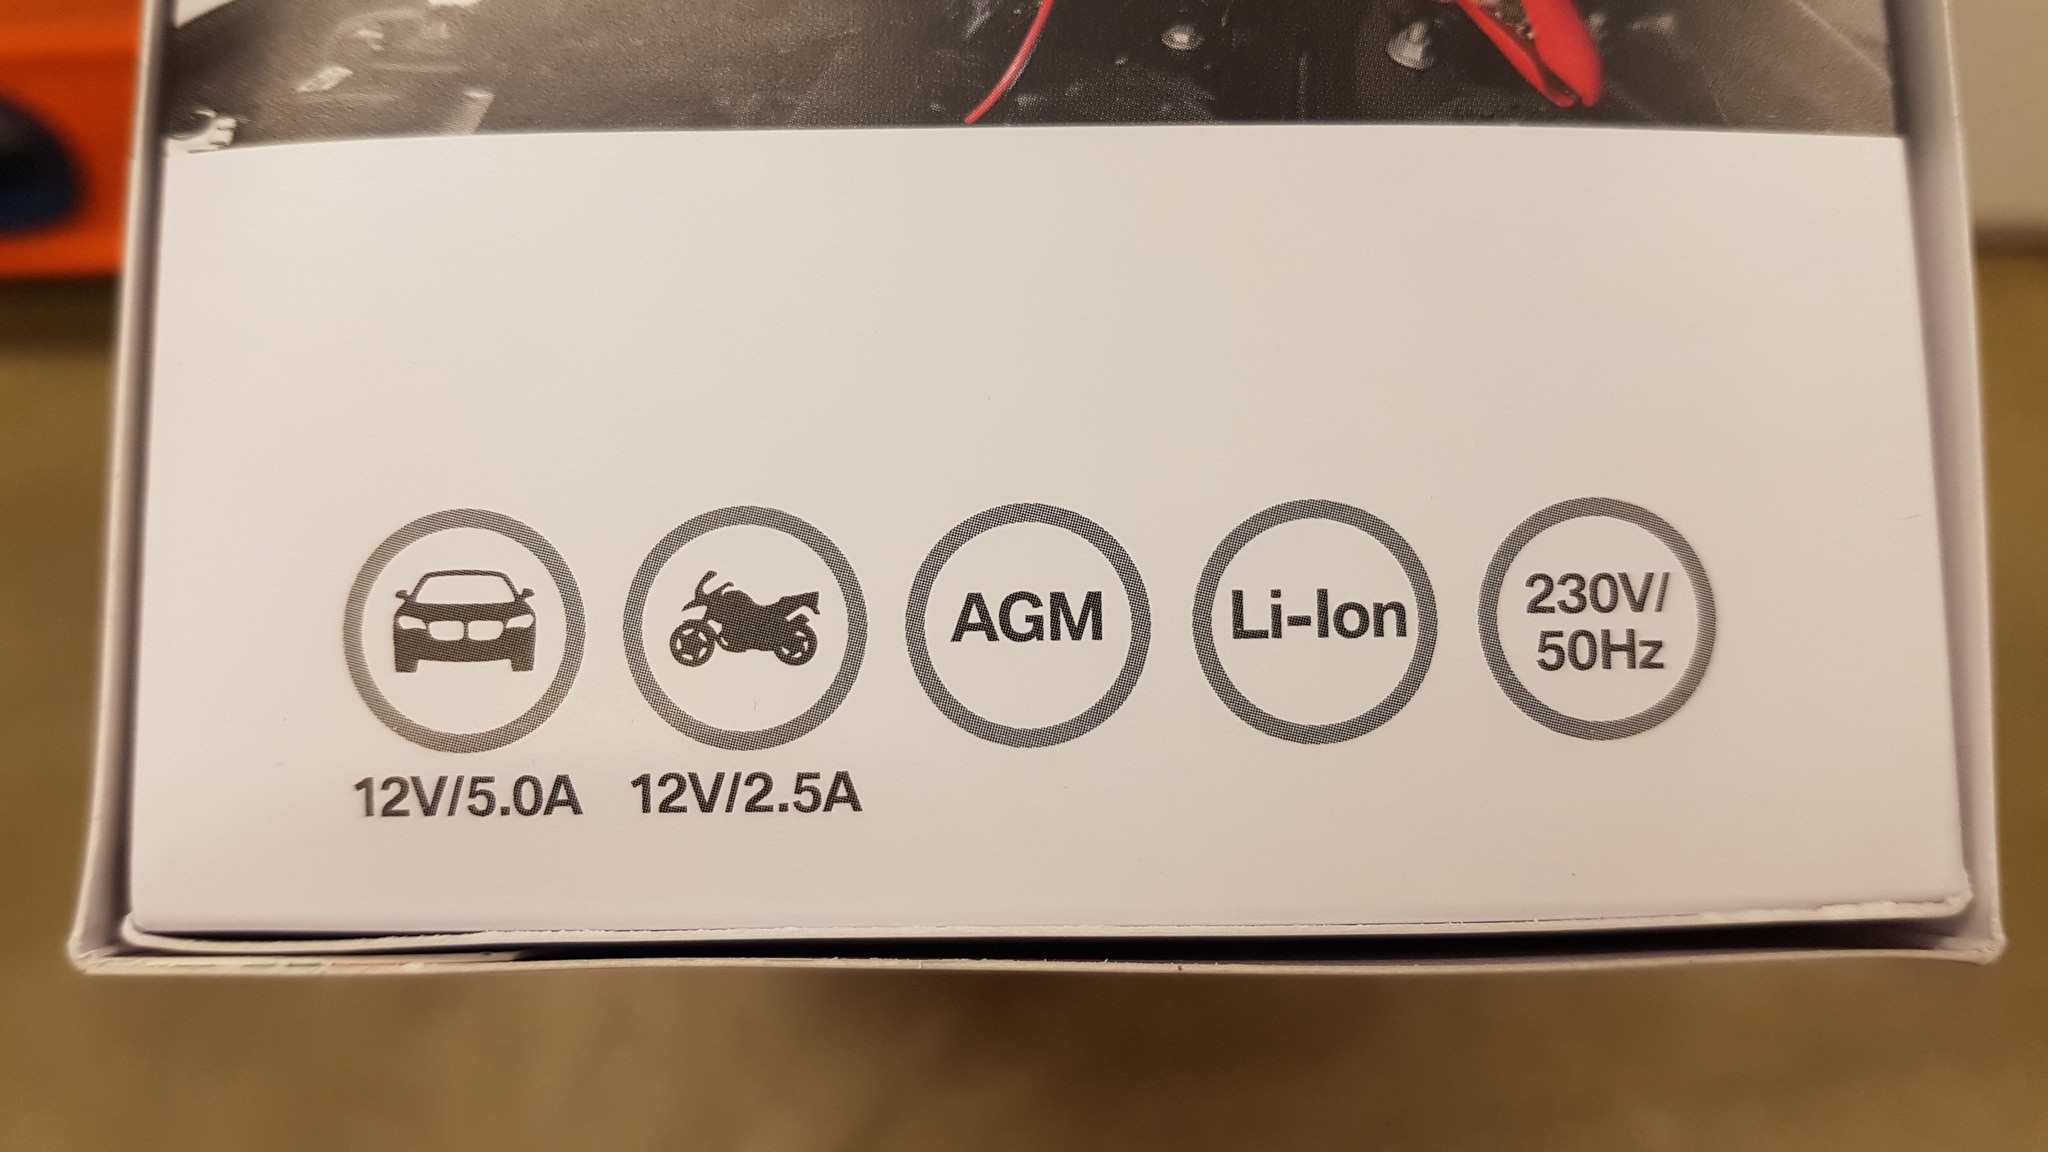 AGM
Li-Ion
230V/
50Hz
12V/5.0A
12V/2.5A